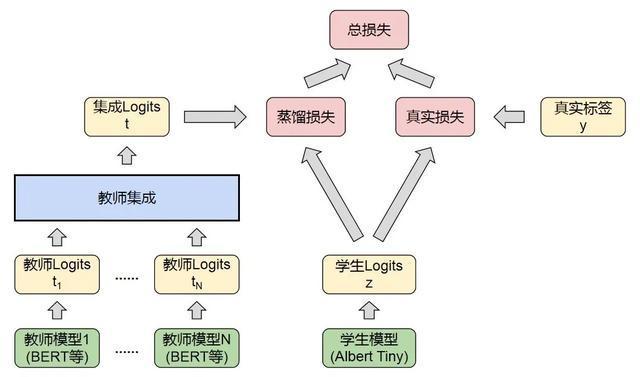 总损失
集成Logits
t
蒸馏损失
真实损失
真实标签
y
教师集成
教师Logits
t1
......
教师Logits
tN
学生Logits
z
教师模型1
(BERT等)
......
教师模型N
(BERT等)
学生模型
(Albert Tiny)